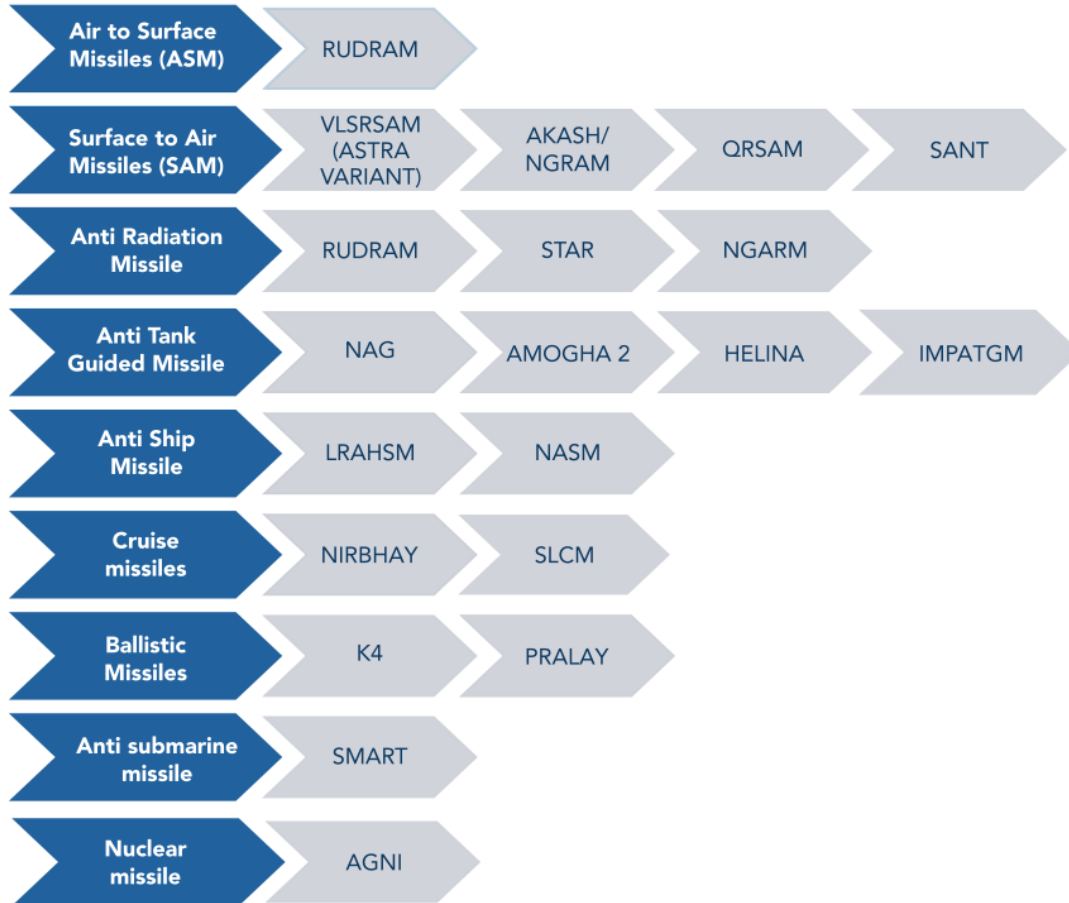 Air to Surface
Missiles (ASM)
RUDRAM
Surface to Air
Missiles (SAM)
VLSRSAM
(ASTRA
VARIANT)
AKASH/
NGRAM
QRSAM
SANT
Anti Radiation
Missile
RUDRAM
STAR
NGARM
Anti Tank
Guided Missile
NAG
AMOGHA 2
HELINA
IMPATGM
Anti Ship
Missile
LRAHSM
NASM
Cruise
missiles
NIRBHAY
SLCM
Ballistic
Missiles
K4
PRALAY
Anti submarine
missile
SMART
Nuclear
missile
AGNI